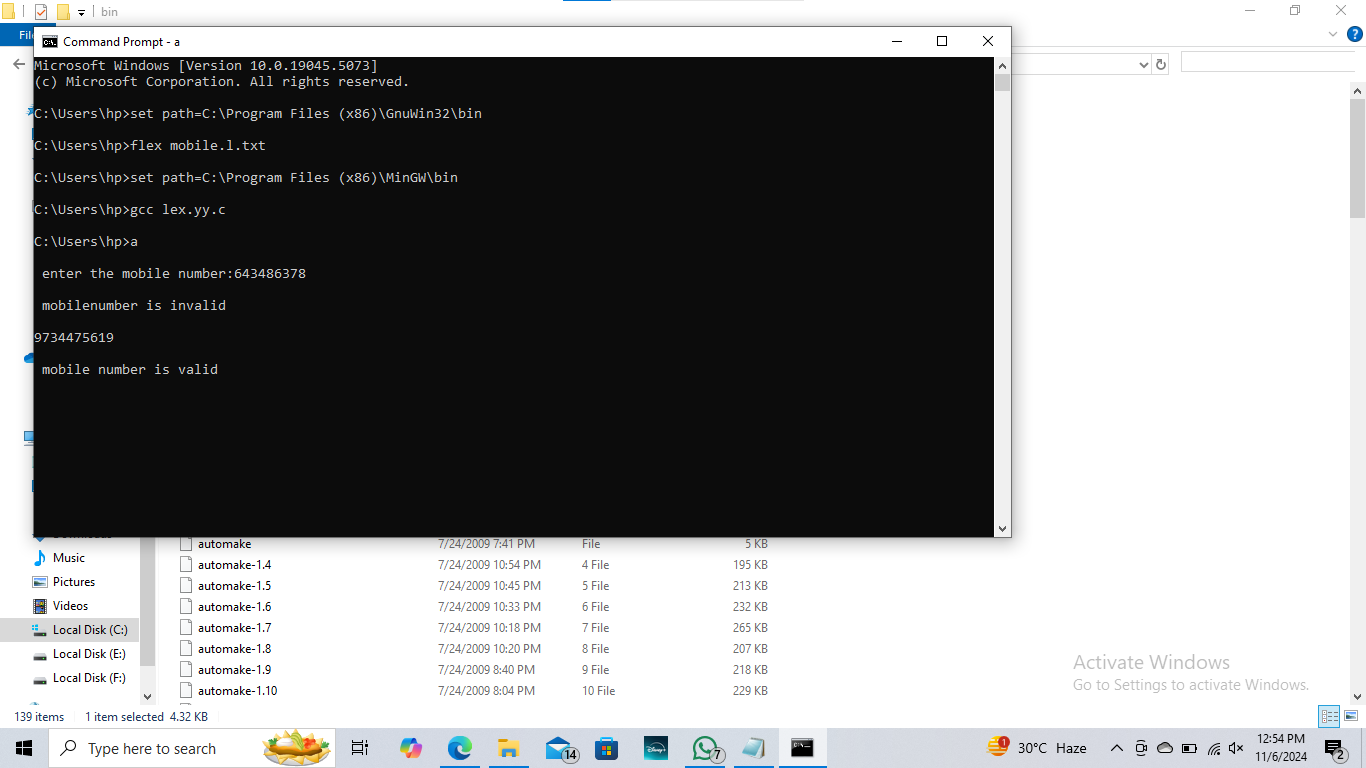 bin
Fil
Command Prompt - a
Microsoft Windows [Version 10.0.19045.5073]
(c) Microsoft Corporation. All rights reserved.
C:\Users\hp>set path=C:\Program Files (x86)\GnuWin32\bin
C:\Users\hp>flex mobile.l.txt
C:\Users\hp>set path=C:\Program Files (x86)\MinGW\bin
C:\Users\hp>gcc lex.yy.c
C:\Users\hp>a
enter the mobile number:643486378
mobilenumber is invalid
9734475619
mobile number is valid
Music
Pictures
Videos
Local Disk (C:)
Local Disk (E:)
Local Disk (F:)
automake 7/24/2009 7:41 PM File 5 KB
automake-1.4 7/24/2009 10:54 PM 4 File 195 KB
automake-1.5 7/24/2009 10:45 PM 5 File 213 KB
automake-1.6 7/24/2009 10:33 PM 6 File 232 KB
automake-1.7 7/24/2009 10:18 PM 7 File 265 KB
automake-1.8 7/24/2009 10:20 PM 8 File 207 KB
automake-1.9 7/24/2009 8:40 PM 9 File 218 KB
automake-1.10 7/24/2009 8:04 PM 10 File 229 KB
Activate Windows
Go to Settings to activate Windows.
139 items 1 item selected 4.32 KB
Type here to search
14
Disney+
7
1
30°C Haze
12:54 PM
11/6/2024
2